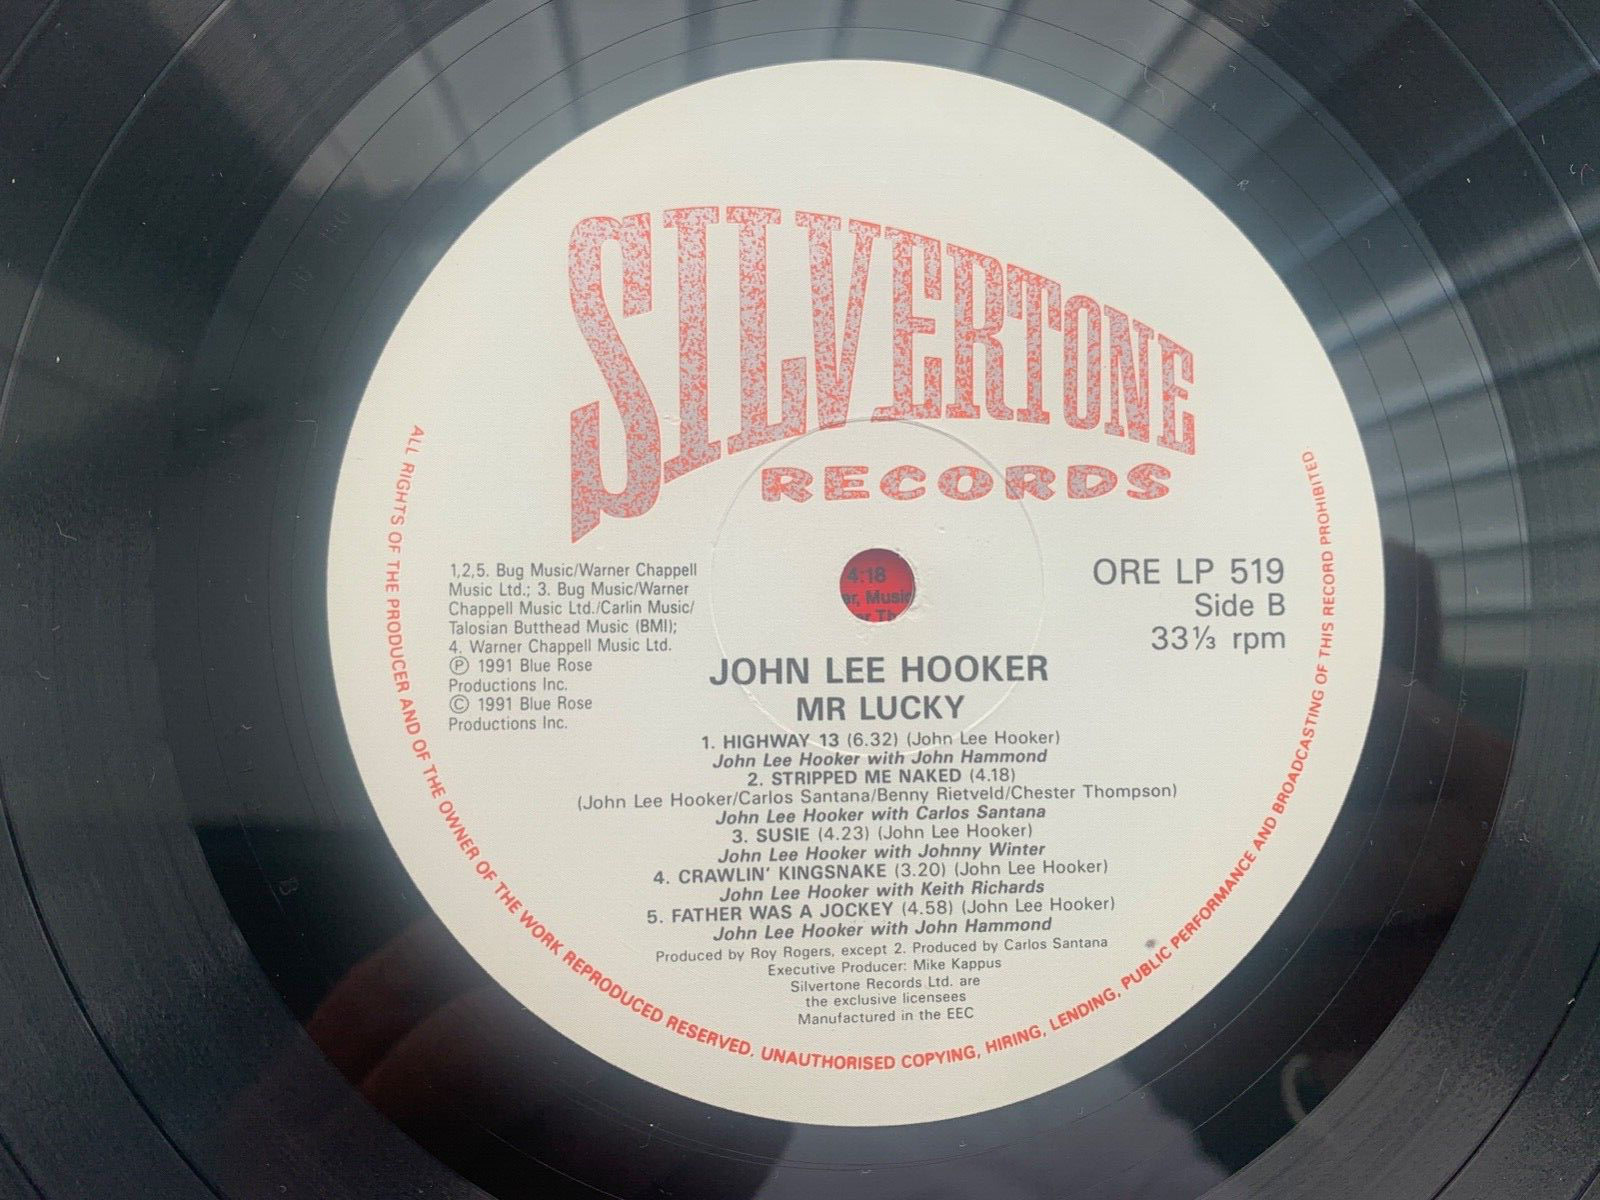 SILVERTONE
RECORDS
1,2,5. Bug Music/Warner Chappell
Music Ltd.; 3. Bug Music/Warner
Chappell Music Ltd./Carlin Music/
Talosian Butthead Music (BMI);
4. Warner Chappell Music Ltd.
Ⓟ 1991 Blue Rose
Productions Inc.
© 1991 Blue Rose
Productions Inc.
4:18
er, Music
ORE LP 519
Side B
33⅓ rpm
JOHN LEE HOOKER
MR LUCKY
1. HIGHWAY 13 (6.32) (John Lee Hooker)
John Lee Hooker with John Hammond
2. STRIPPED ME NAKED (4.18)
(John Lee Hooker/Carlos Santana/Benny Rietveld/Chester Thompson)
John Lee Hooker with Carlos Santana
3. SUSIE (4.23) (John Lee Hooker)
John Lee Hooker with Johnny Winter
4. CRAWLIN' KINGSNAKE (3.20) (John Lee Hooker)
John Lee Hooker with Keith Richards
5. FATHER WAS A JOCKEY (4.58) (John Lee Hooker)
John Lee Hooker with John Hammond
Produced by Roy Rogers, except 2. Produced by Carlos Santana
Executive Producer: Mike Kappus
Silvertone Records Ltd. are
the exclusive licensees
Manufactured in the EEC
ALL RIGHTS OF THE PRODUCER AND OF THE OWNER OF THE WORK REPRODUCED RESERVED. UNAUTHORISED COPYING, HIRING, LENDING, PUBLIC PERFORMANCE AND BROADCASTING OF THIS RECORD PROHIBITED.